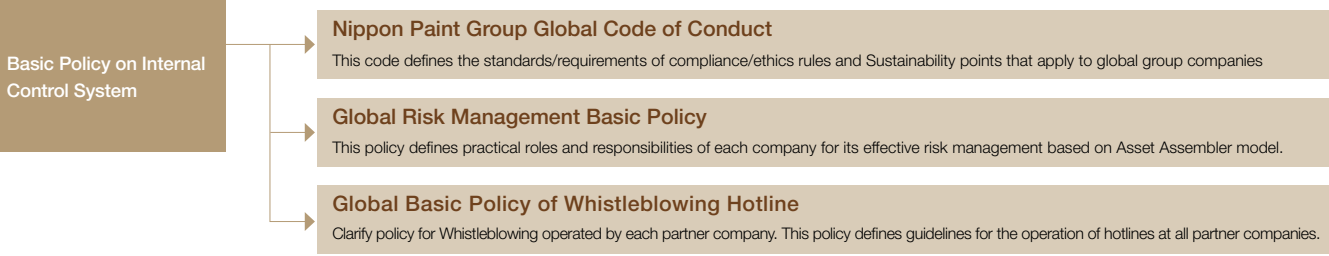 Basic Policy on Internal
Control System
Nippon Paint Group Global Code of Conduct
This code defines the standards/requirements of compliance/ethics rules and Sustainability points that apply to global group companies
Global Risk Management Basic Policy
This policy defines practical roles and responsibilities of each company for its effective risk management based on Asset Assembler model.
Global Basic Policy of Whistleblowing Hotline
Clarify policy for Whistleblowing operated by each partner company. This policy defines guidelines for the operation of hotlines at all partner companies.